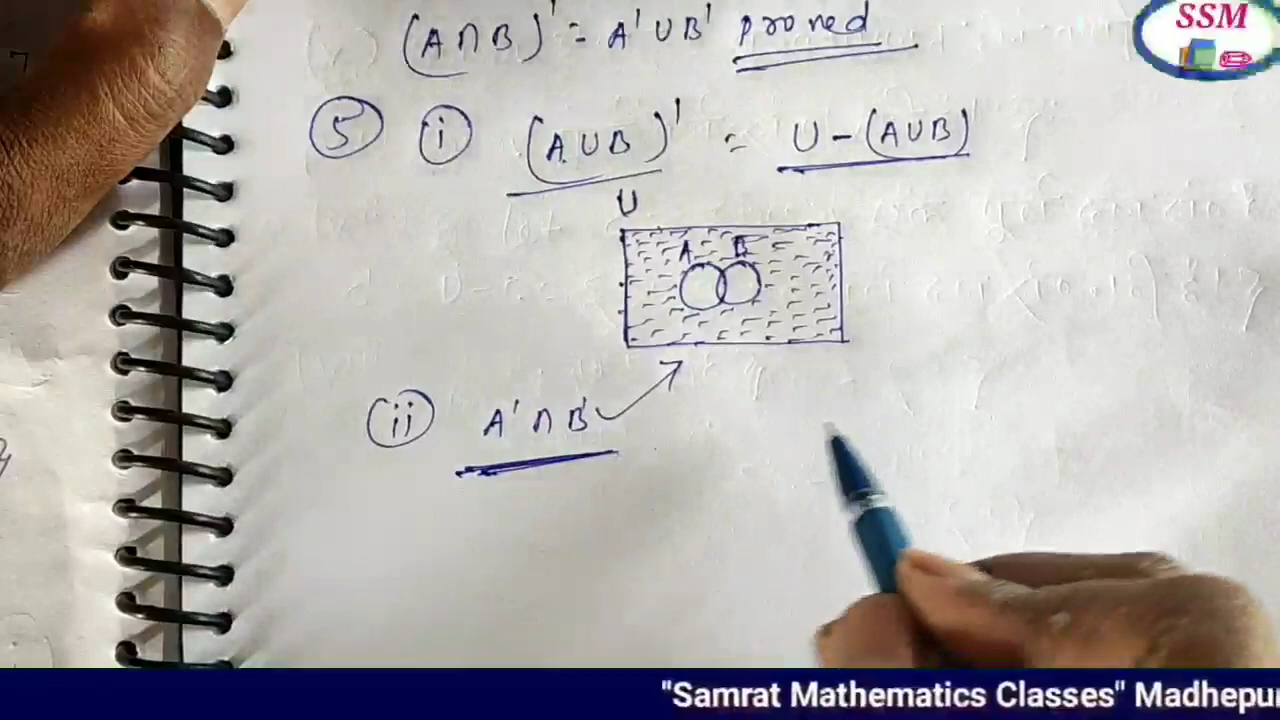 (A∩B)' = A'∪B' proved
SSM
5 i (A∪B)' = U-(A∪B)
U
A B
ii A'∩B'
"Samrat Mathematics Classes" Madhepur